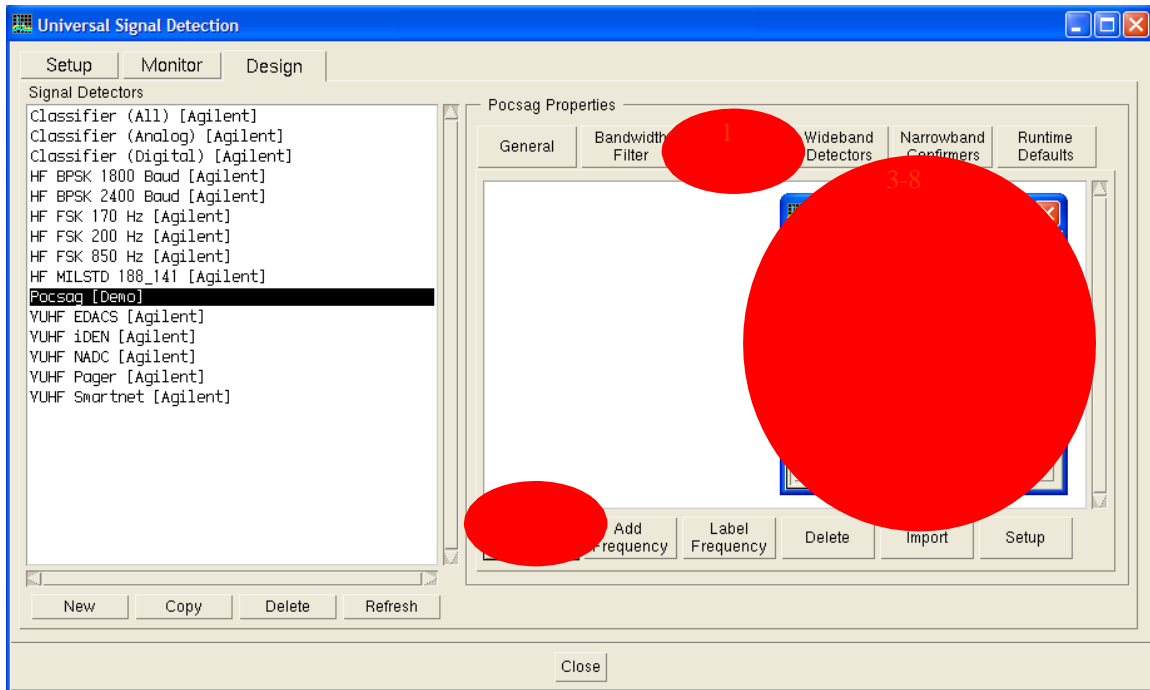 Universal Signal Detection
Setup Monitor Design
Signal Detectors
Classifier (All) [Agilent]
Classifier (Analog) [Agilent]
Classifier (Digital) [Agilent]
HF BPSK 1800 Baud [Agilent]
HF BPSK 2400 Baud [Agilent]
HF FSK 170 Hz [Agilent]
HF FSK 200 Hz [Agilent]
HF FSK 850 Hz [Agilent]
HF MILSTD 188_141 [Agilent]
Pocsag [Demo]
VUHF EDACS [Agilent]
VUHF iDEN [Agilent]
VUHF NADC [Agilent]
VUHF Pager [Agilent]
VUHF Smartnet [Agilent]
New Copy Delete Refresh
Pocsag Properties
General
Bandwidth
Filter
1
Wideband
Detectors
Narrowband
Confirmers
Runtime
Defaults
3-8
Add
Frequency
Label
Frequency
Delete
Import
Setup
Close